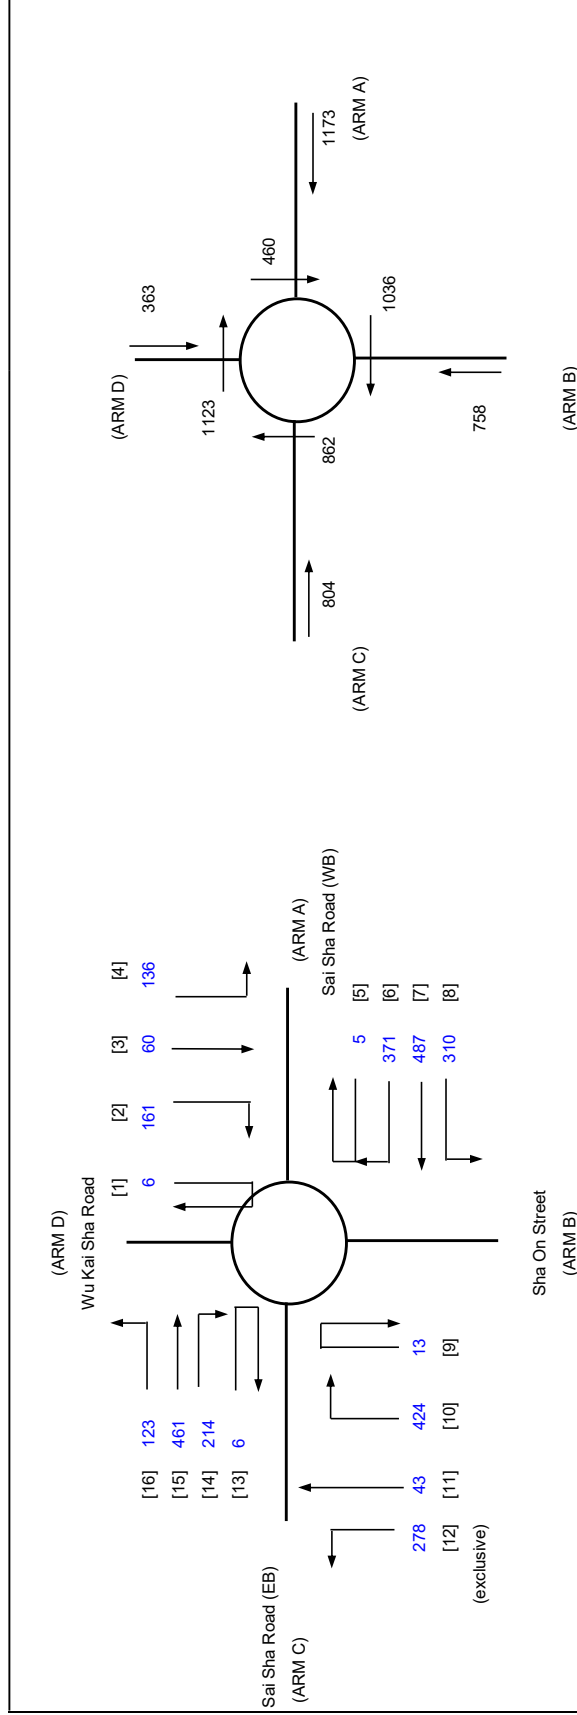 (ARM D)
Wu Kai Sha Road
[1] [2] [3] [4]
6 161 60 136
[16] 123
[15] 461
[14] 214
[13] 6
Sai Sha Road (EB)
(ARM C)
(ARM A)
Sai Sha Road (WB)
5 [5]
371 [6]
487 [7]
310 [8]
278 43 424 13
[12] [11] [10] [9]
(exclusive)
Sha On Street
(ARM B)
(ARM D)
363
1123
460
(ARM A)
1173
862
1036
804
(ARM C)
758
(ARM B)